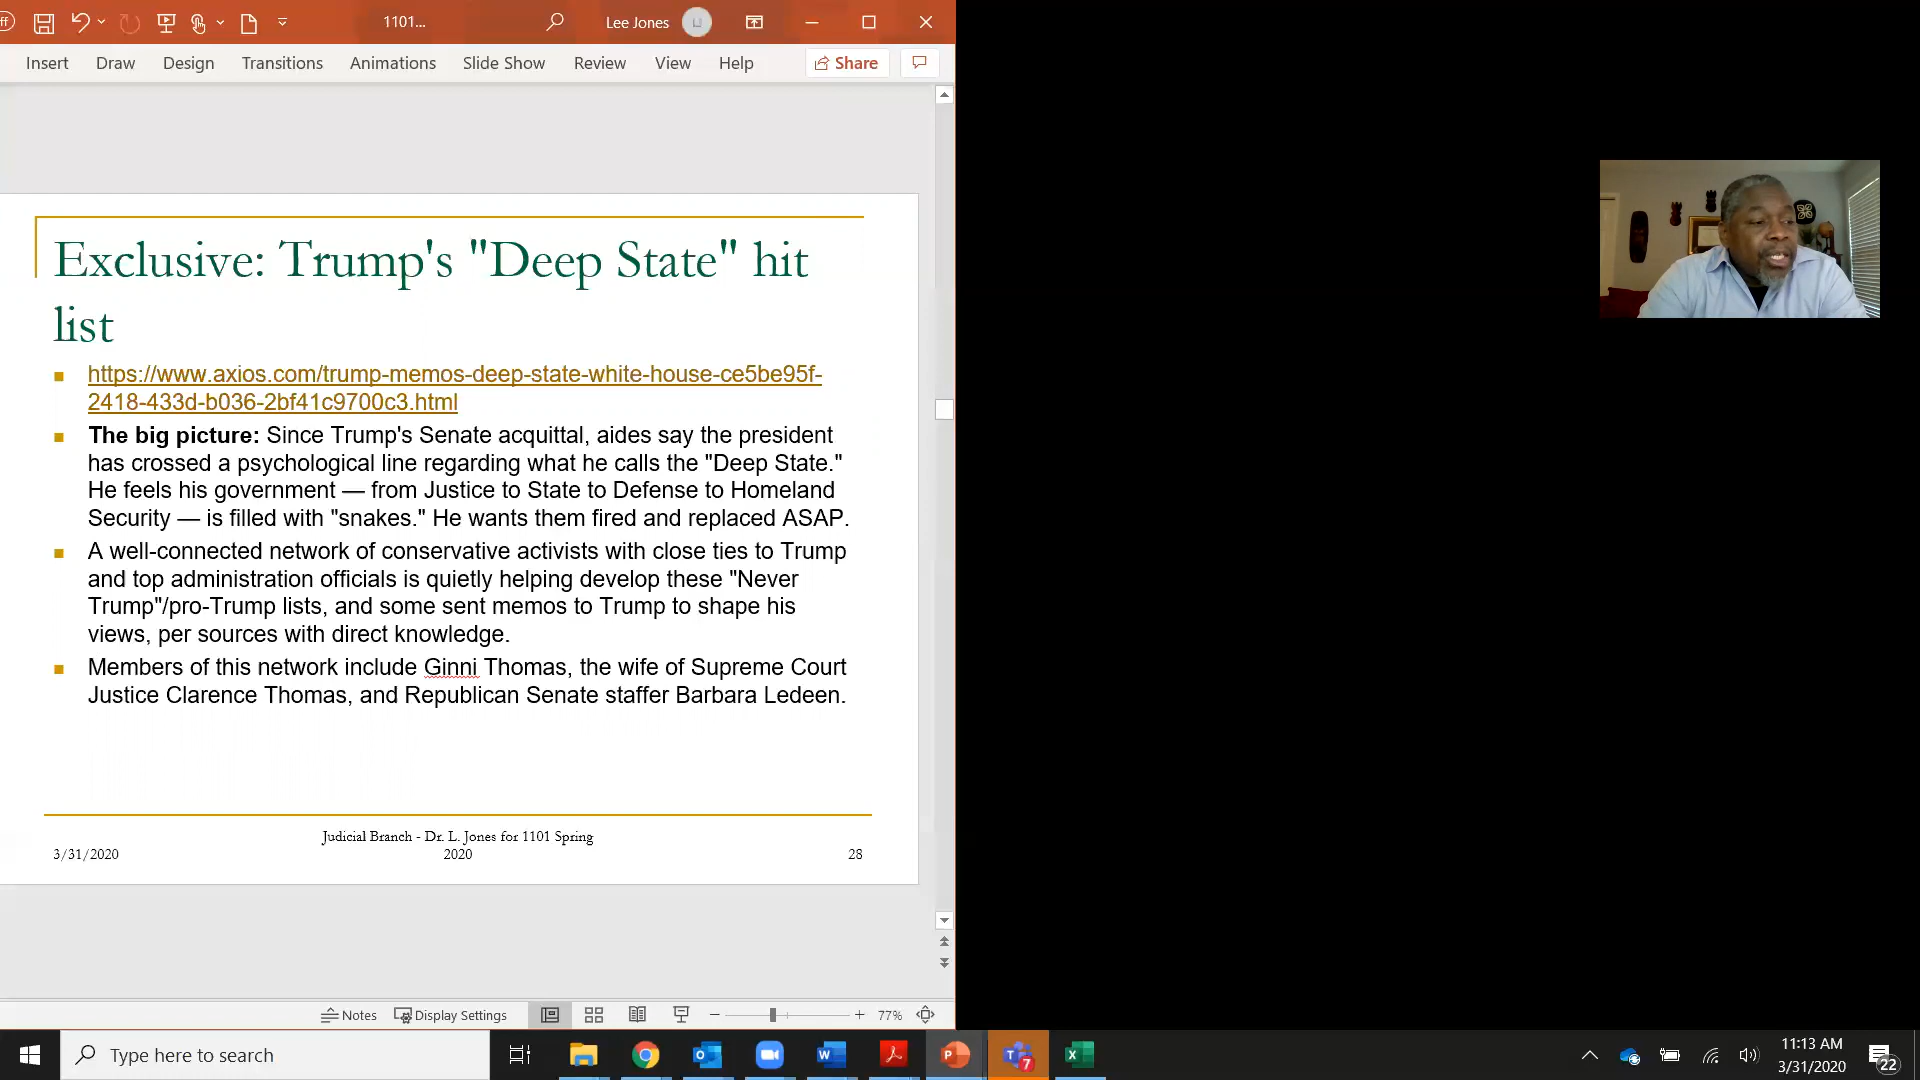 1101...
Lee Jones
Insert Draw Design Transitions Animations Slide Show Review View Help Share
Exclusive: Trump's "Deep State" hit
list
https://www.axios.com/trump-memos-deep-state-white-house-ce5be95f-
2418-433d-b036-2bf41c9700c3.html
The big picture: Since Trump's Senate acquittal, aides say the president
has crossed a psychological line regarding what he calls the "Deep State."
He feels his government — from Justice to State to Defense to Homeland
Security — is filled with "snakes." He wants them fired and replaced ASAP.
A well-connected network of conservative activists with close ties to Trump
and top administration officials is quietly helping develop these "Never
Trump"/pro-Trump lists, and some sent memos to Trump to shape his
views, per sources with direct knowledge.
Members of this network include Ginni Thomas, the wife of Supreme Court
Justice Clarence Thomas, and Republican Senate staffer Barbara Ledeen.
Judicial Branch - Dr. L. Jones for 1101 Spring
2020
3/31/2020
28
Notes Display Settings 77%
Type here to search
7
11:13 AM
3/31/2020
22